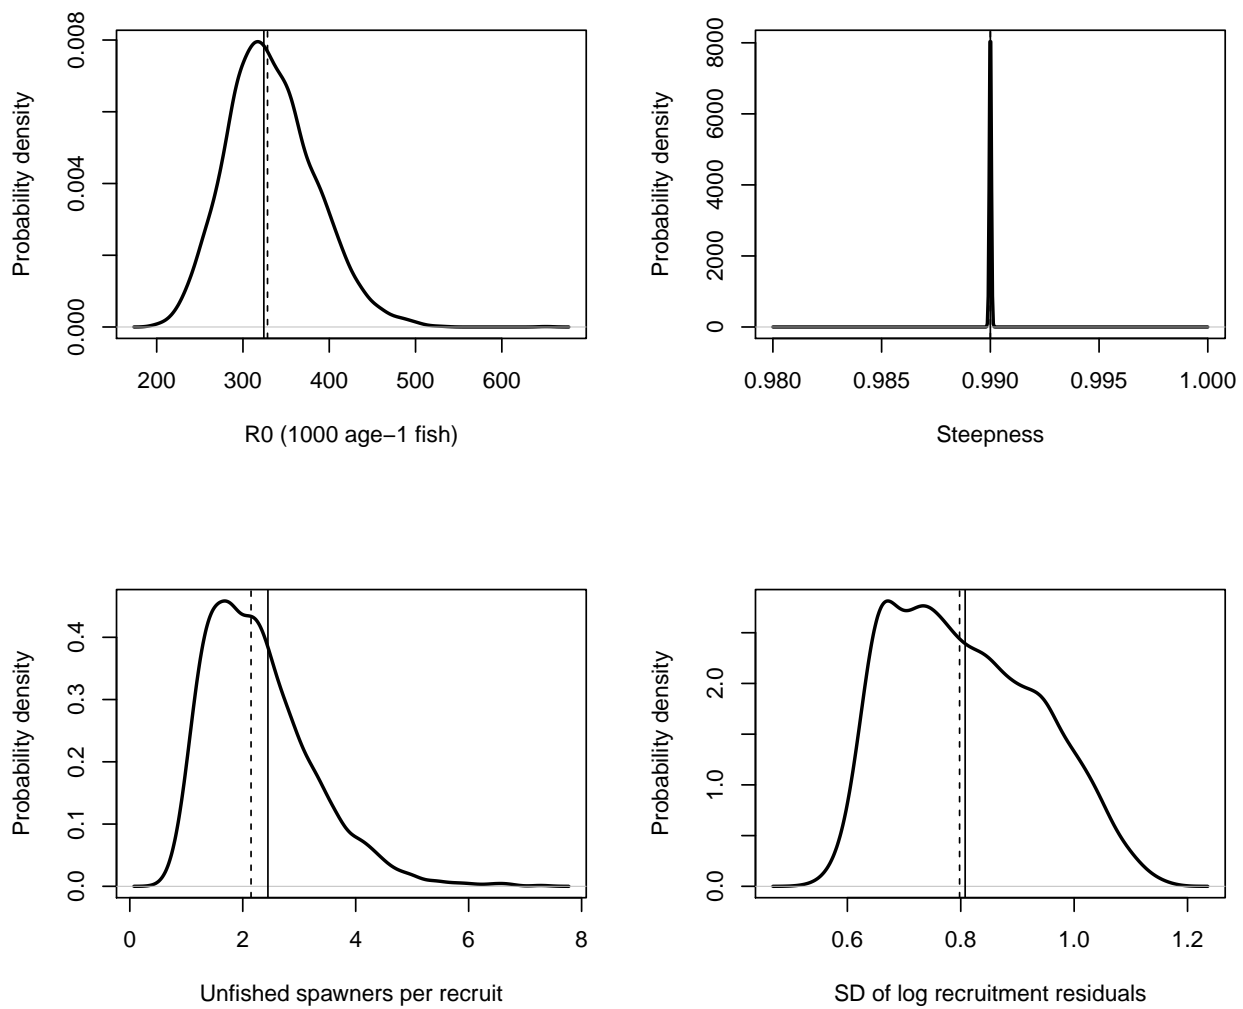 0.008
0.004
0.000
Probability density
200 300 400 500 600
R0 (1000 age−1 fish)
8000
6000
4000
2000
0
Probability density
0.980 0.985 0.990 0.995 1.000
Steepness
0.4
0.3
0.2
0.1
0.0
Probability density
0 2 4 6 8
Unfished spawners per recruit
2.0
1.0
0.0
Probability density
0.6 0.8 1.0 1.2
SD of log recruitment residuals